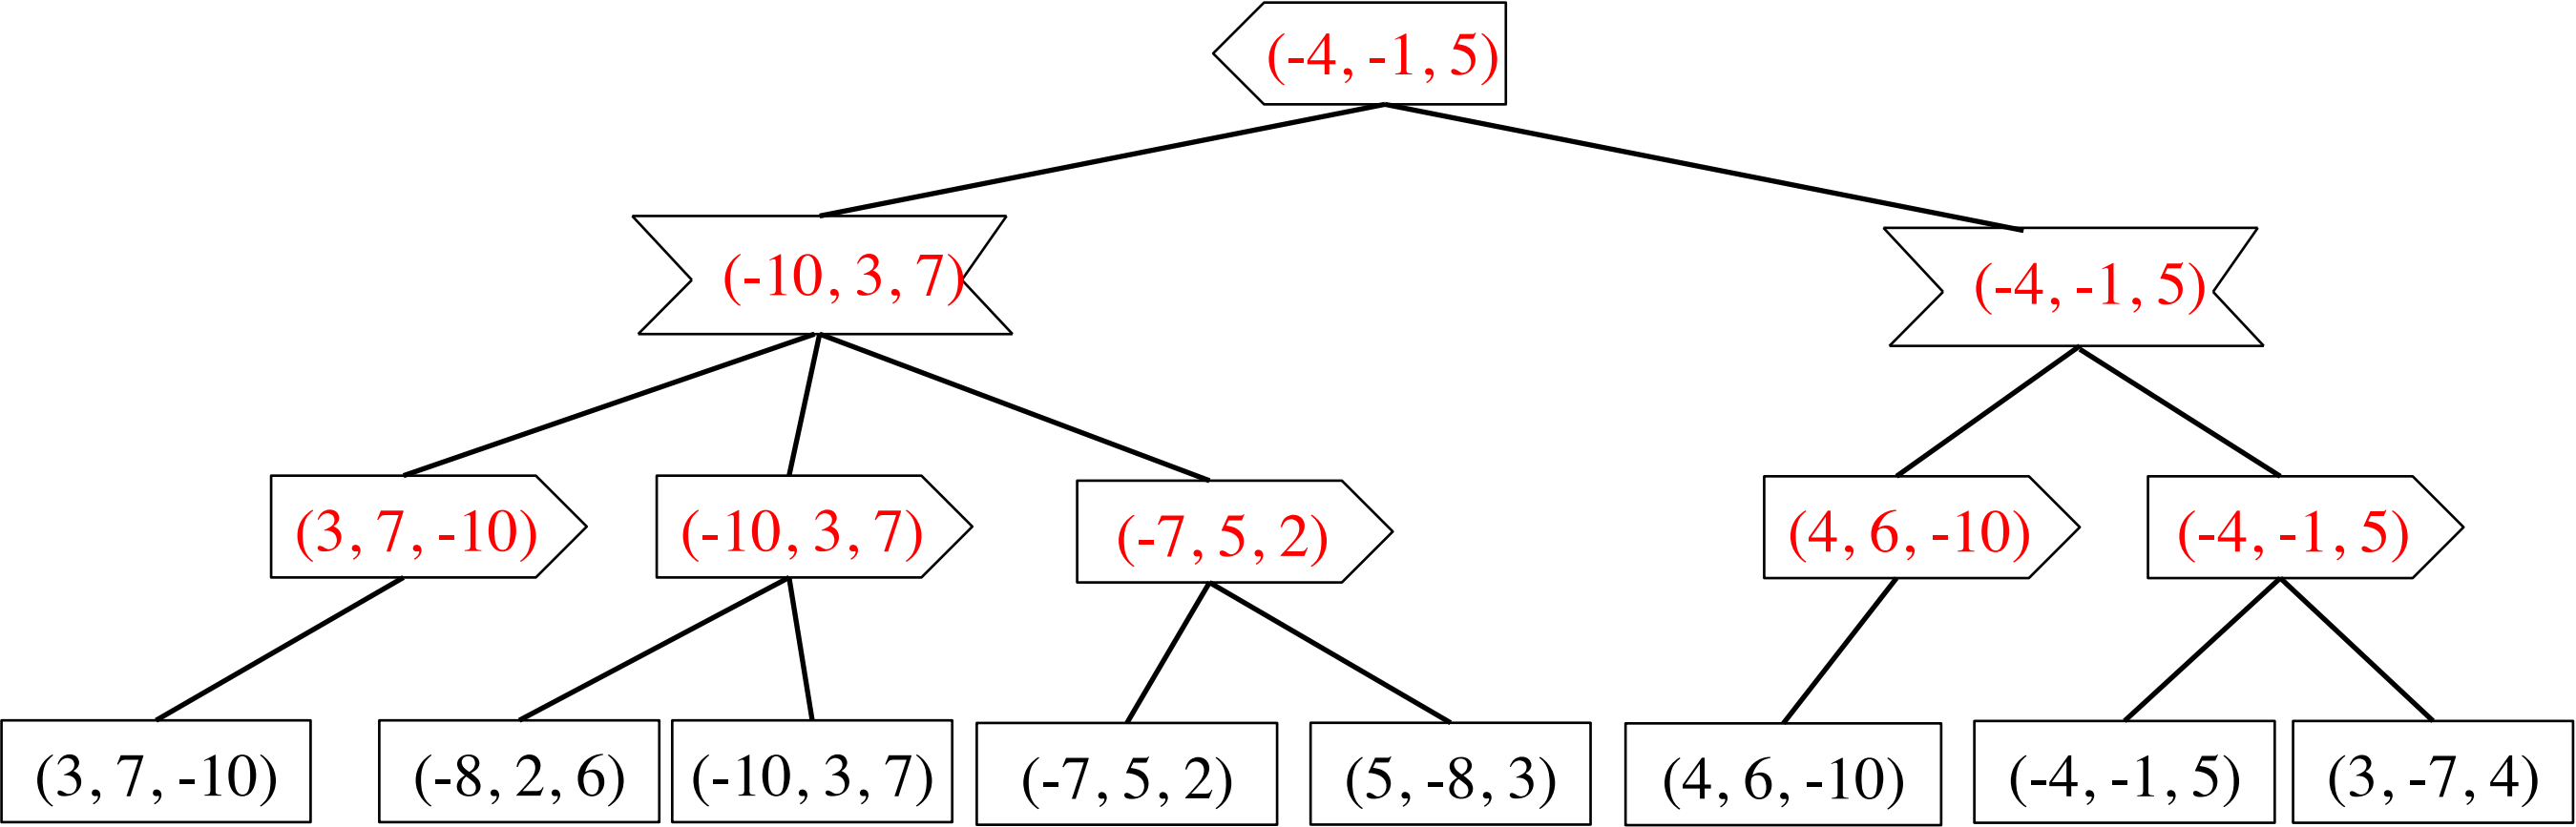 (-4, -1, 5)
(-10, 3, 7)
(-4, -1, 5)
(3, 7, -10)
(-10, 3, 7)
(-7, 5, 2)
(4, 6, -10)
(-4, -1, 5)
(3, 7, -10)
(-8, 2, 6)
(-10, 3, 7)
(-7, 5, 2)
(5, -8, 3)
(4, 6, -10)
(-4, -1, 5)
(3, -7, 4)